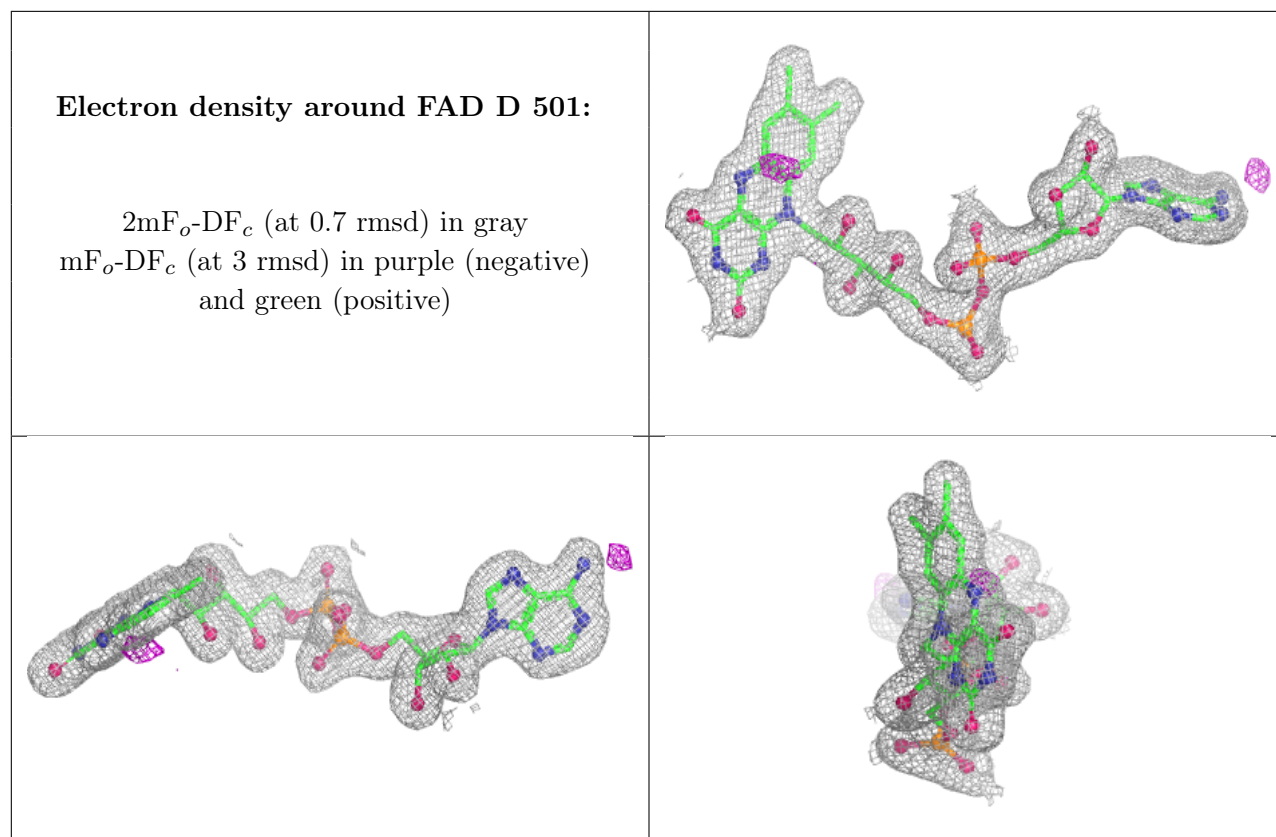 Electron density around FAD D 501:
2mFo-DFc (at 0.7 rmsd) in gray
mFo-DFc (at 3 rmsd) in purple (negative)
and green (positive)